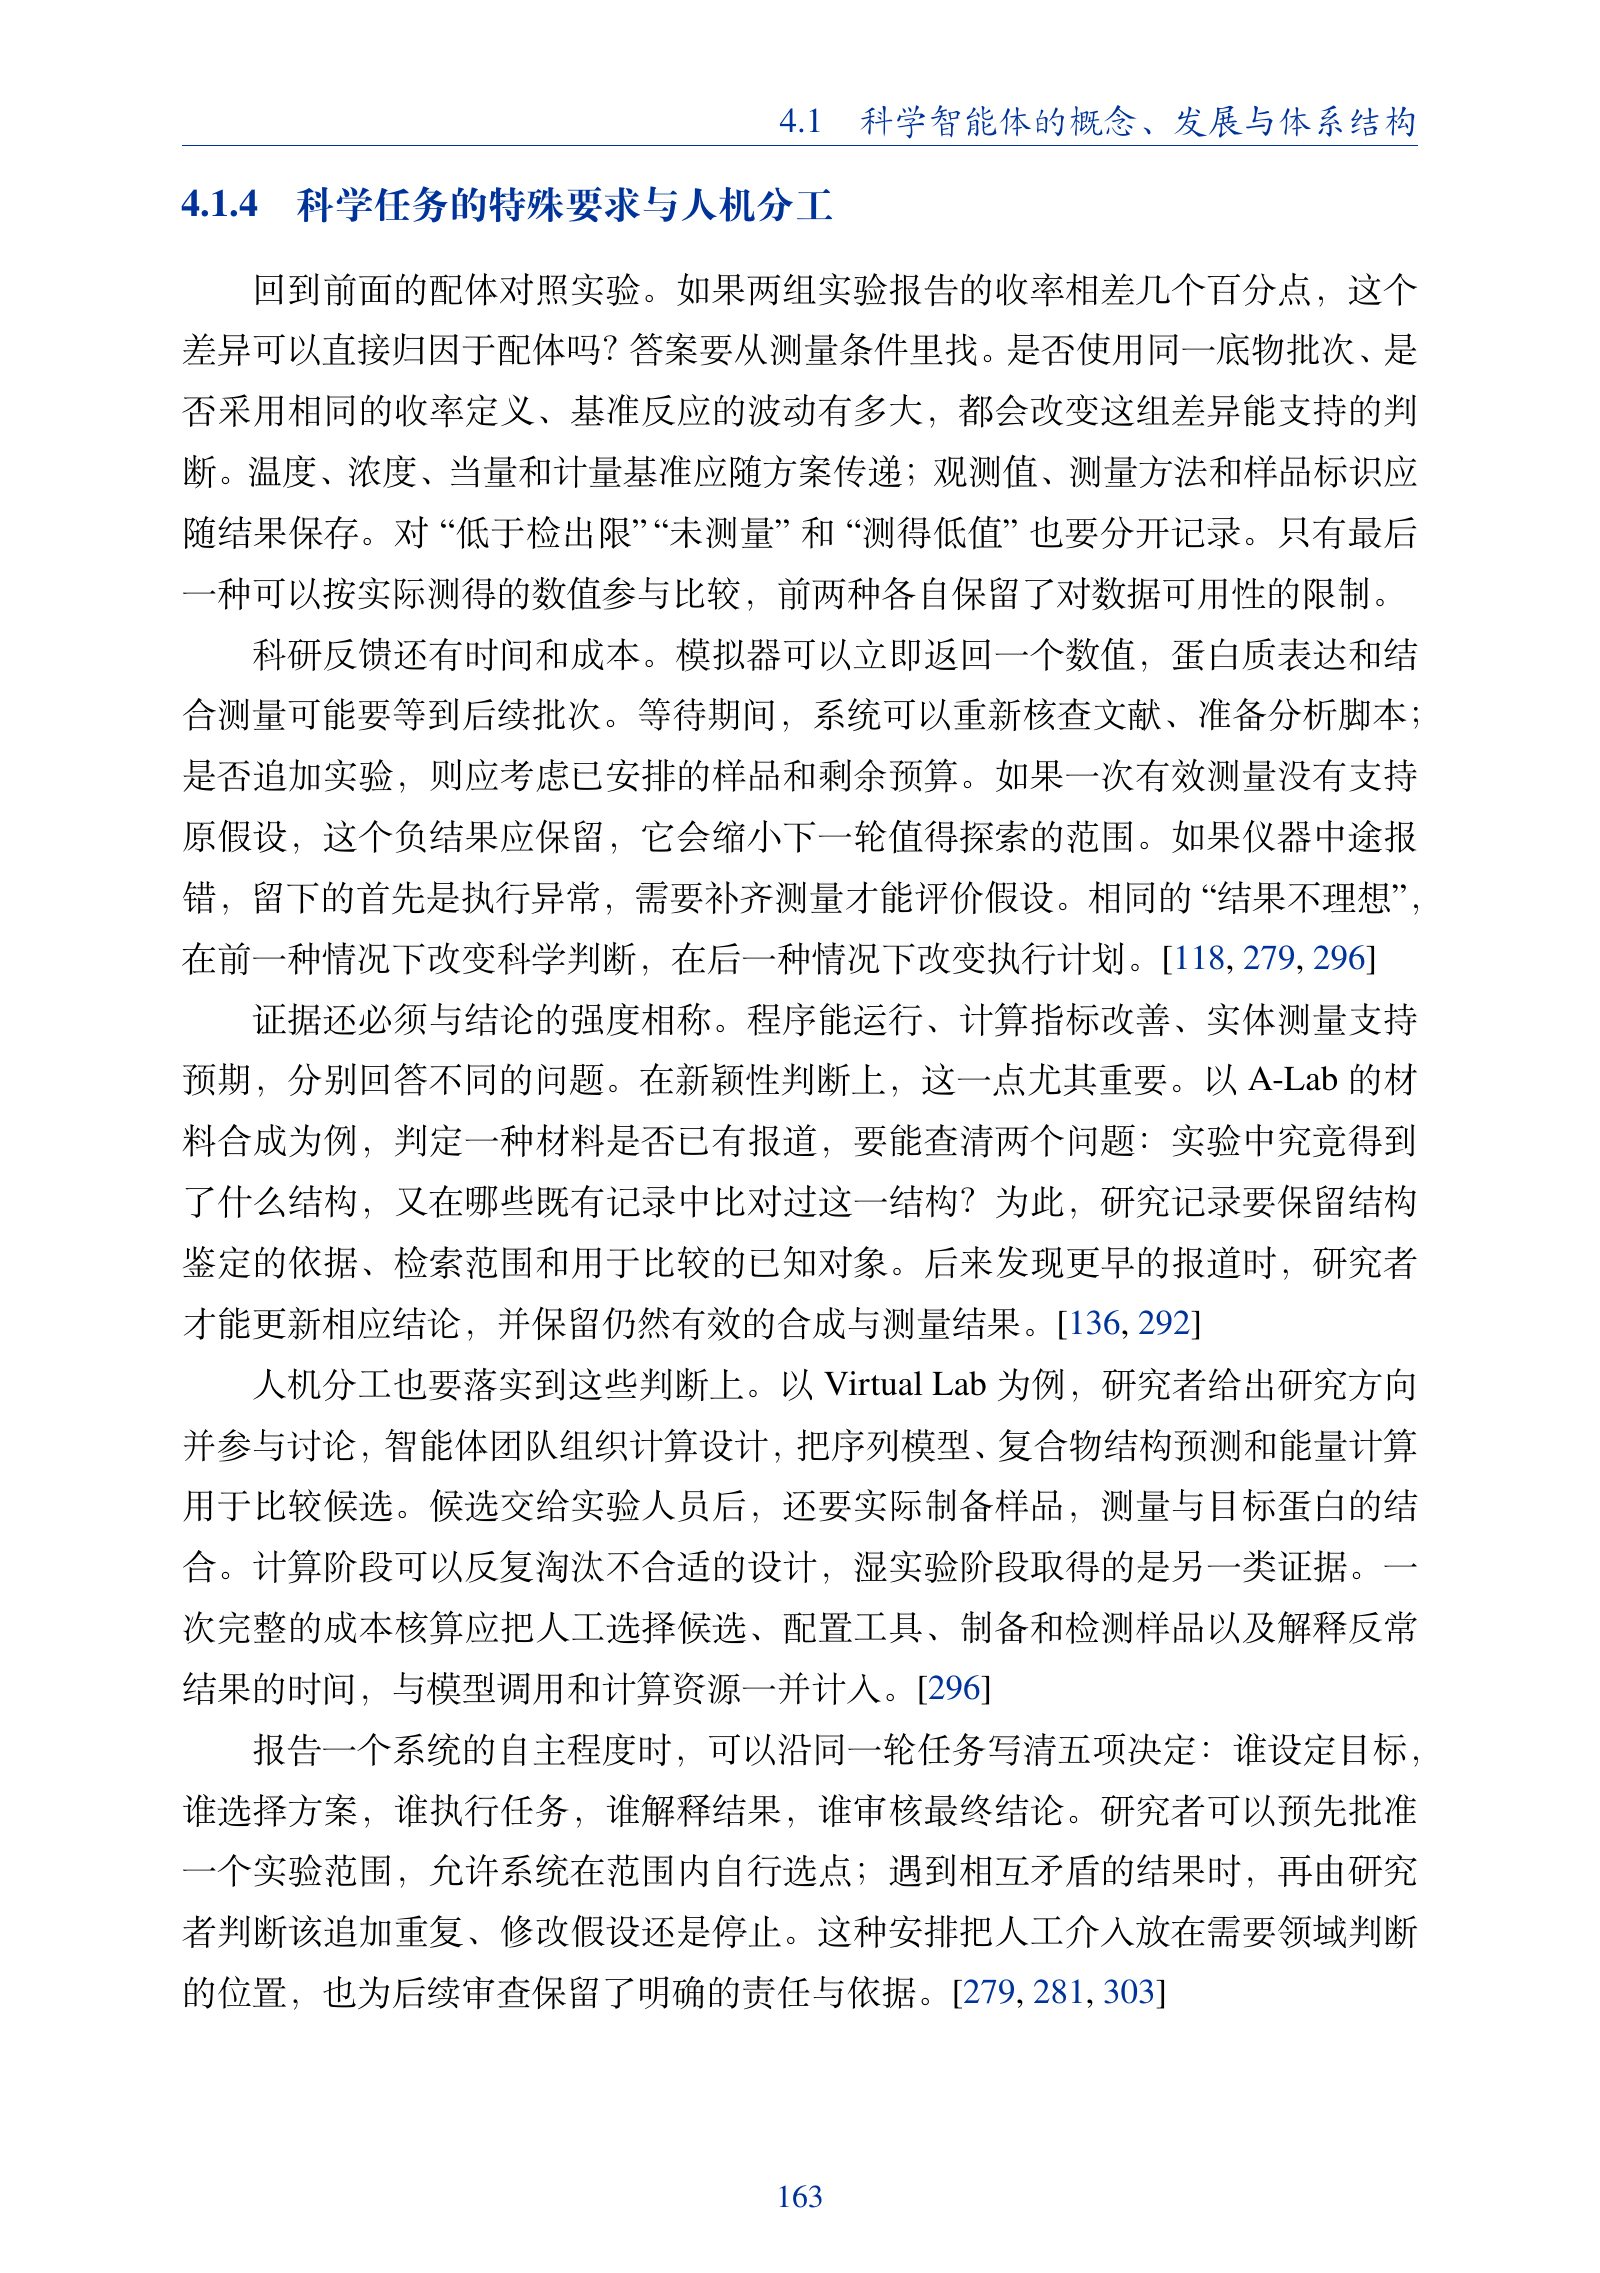 4.1 科学智能体的概念、发展与体系结构
4.1.4 科学任务的特殊要求与人机分工
回到前面的配体对照实验。如果两组实验报告的收率相差几个百分点，这个
差异可以直接归因于配体吗？答案要从测量条件里找。是否使用同一底物批次、是
否采用相同的收率定义、基准反应的波动有多大，都会改变这组差异能支持的判
断。温度、浓度、当量和计量基准应随方案传递；观测值、测量方法和样品标识应
随结果保存。对“低于检出限”“未测量”和“测得低值”也要分开记录。只有最后
一种可以按实际测得的数值参与比较，前两种各自保留了对数据可用性的限制。
科研反馈还有时间和成本。模拟器可以立即返回一个数值，蛋白质表达和结
合测量可能要等到后续批次。等待期间，系统可以重新核查文献、准备分析脚本；
是否追加实验，则应考虑已安排的样品和剩余预算。如果一次有效测量没有支持
原假设，这个负结果应保留，它会缩小下一轮值得探索的范围。如果仪器中途报
错，留下的首先是执行异常，需要补齐测量才能评价假设。相同的“结果不理想”，
在前一种情况下改变科学判断，在后一种情况下改变执行计划。[118, 279, 296]
证据还必须与结论的强度相称。程序能运行、计算指标改善、实体测量支持
预期，分别回答不同的问题。在新颖性判断上，这一点尤其重要。以 A-Lab 的材
料合成为例，判定一种材料是否已有报道，要能查清两个问题：实验中究竟得到
了什么结构，又在哪些既有记录中比对过这一结构？为此，研究记录要保留结构
鉴定的依据、检索范围和用于比较的已知对象。后来发现更早的报道时，研究者
才能更新相应结论，并保留仍然有效的合成与测量结果。[136, 292]
人机分工也要落实到这些判断上。以 Virtual Lab 为例，研究者给出研究方向
并参与讨论，智能体团队组织计算设计，把序列模型、复合物结构预测和能量计算
用于比较候选。候选交给实验人员后，还要实际制备样品，测量与目标蛋白的结
合。计算阶段可以反复淘汰不合适的设计，湿实验阶段取得的是另一类证据。一
次完整的成本核算应把人工选择候选、配置工具、制备和检测样品以及解释反常
结果的时间，与模型调用和计算资源一并计入。[296]
报告一个系统的自主程度时，可以沿同一轮任务写清五项决定：谁设定目标，
谁选择方案，谁执行任务，谁解释结果，谁审核最终结论。研究者可以预先批准
一个实验范围，允许系统在范围内自行选点；遇到相互矛盾的结果时，再由研究
者判断该追加重复、修改假设还是停止。这种安排把人工介入放在需要领域判断
的位置，也为后续审查保留了明确的责任与依据。[279, 281, 303]
163